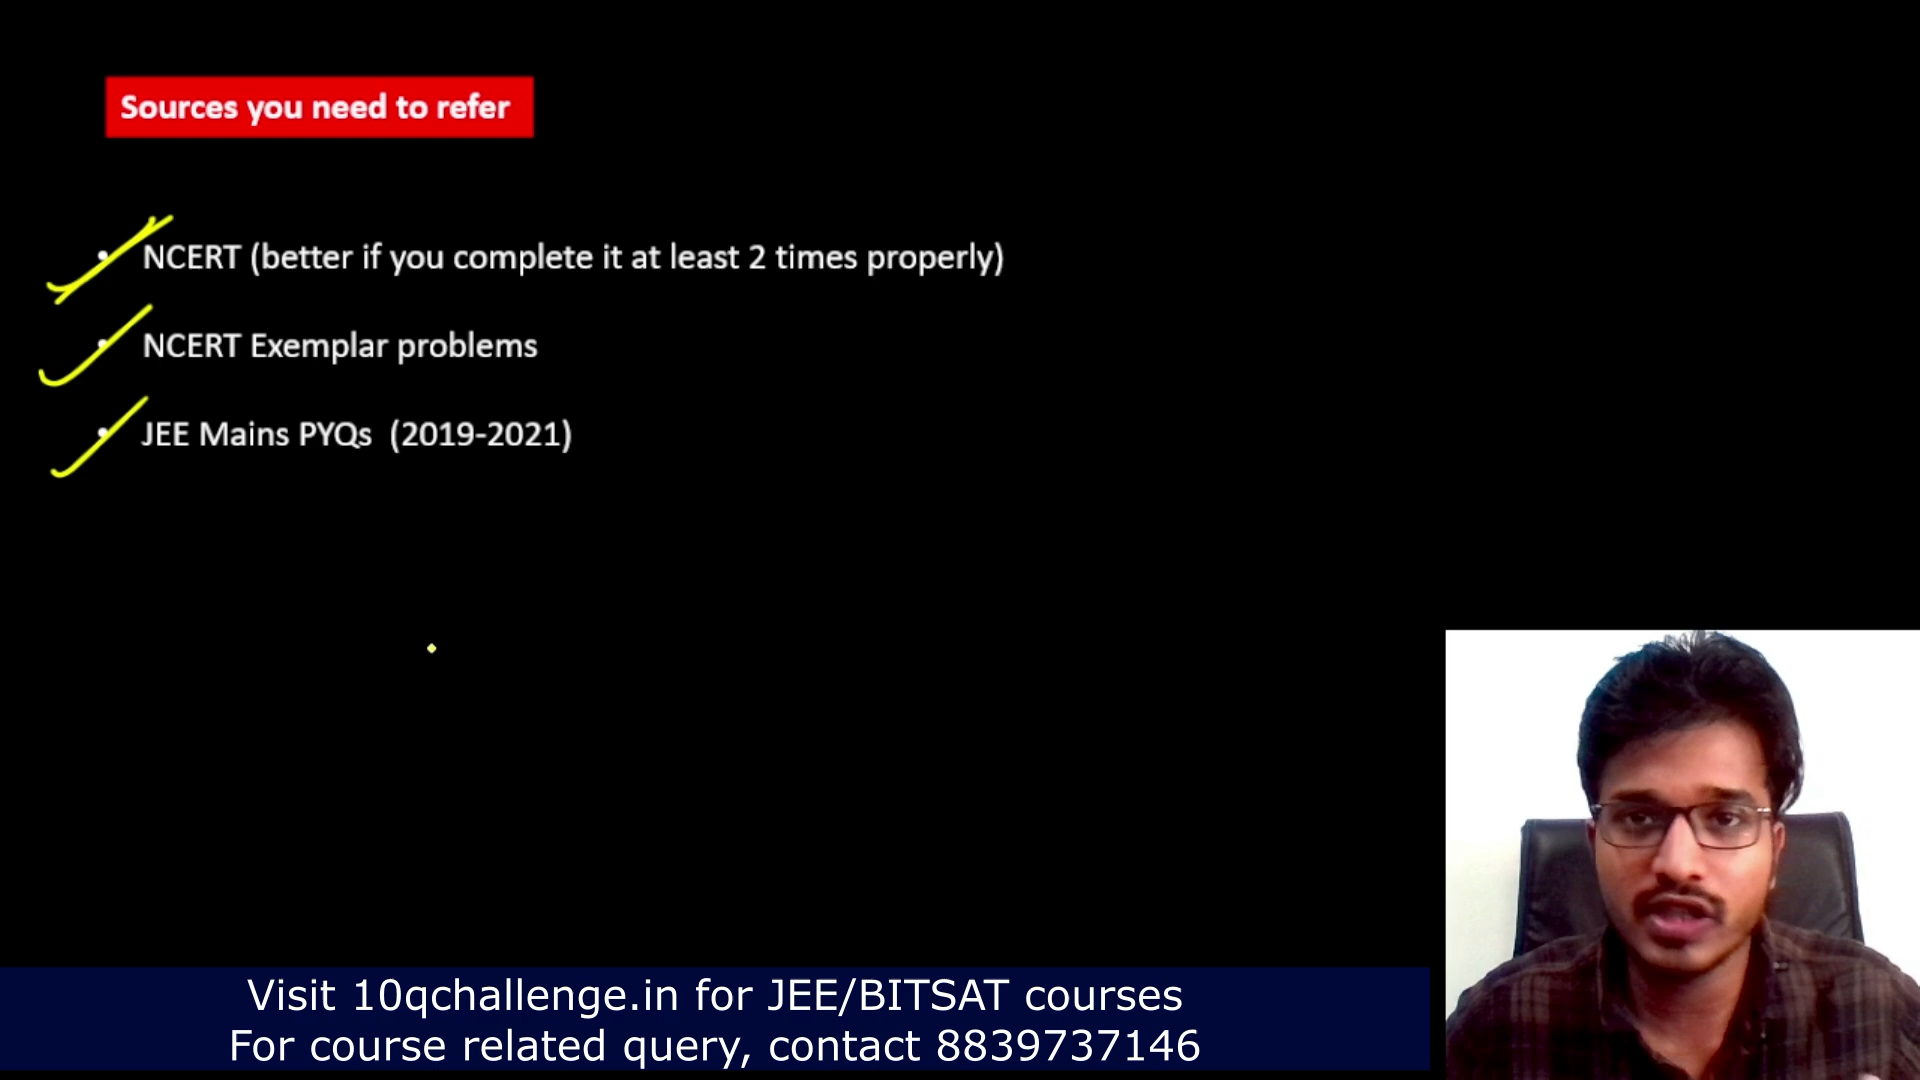 Sources you need to refer
• NCERT (better if you complete it at least 2 times properly)
• NCERT Exemplar problems
• JEE Mains PYQs (2019-2021)
Visit 10qchallenge.in for JEE/BITSAT courses
For course related query, contact 8839737146